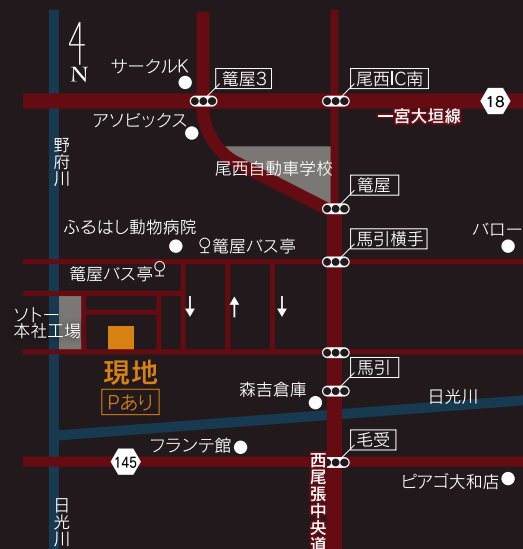 N
サークルK
篭屋3
尾西IC南
18
一宮大垣線
アソビックス
野府川
尾西自動車学校
篭屋
ふるはし動物病院
篭屋バス亭
馬引横手
バロー
篭屋バス亭
ソトー
本社工場
現地
Pあり
馬引
森吉倉庫
日光川
フランテ館
毛受
145
西尾張中央道
ピアゴ大和店
日光川